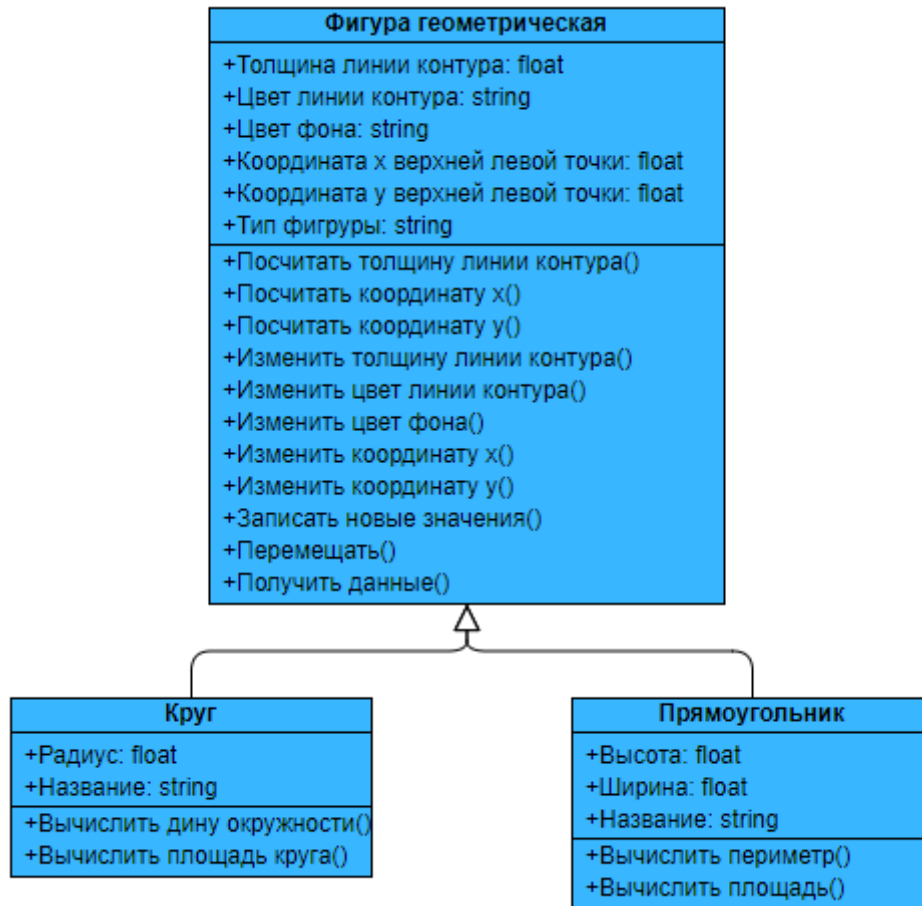 Фигура геометрическая
+Толщина линии контура: float
+Цвет линии контура: string
+Цвет фона: string
+Координата x верхней левой точки: float
+Координата y верхней левой точки: float
+Тип фигруры: string
+Посчитать толщину линии контура()
+Посчитать координату x()
+Посчитать координату y()
+Изменить толщину линии контура()
+Изменить цвет линии контура()
+Изменить цвет фона()
+Изменить координату x()
+Изменить координату y()
+Записать новые значения()
+Перемещать()
+Получить данные()
Круг
+Радиус: float
+Название: string
+Вычислить дину окружности()
+Вычислить площадь круга()
Прямоугольник
+Высота: float
+Ширина: float
+Название: string
+Вычислить периметр()
+Вычислить площадь()